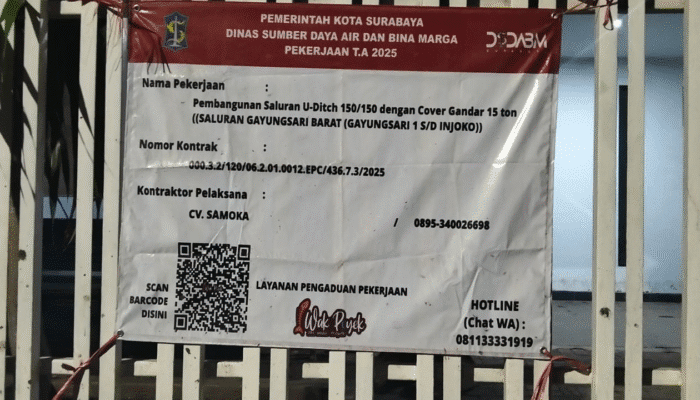 PEMERINTAH KOTA SURABAYA
DINAS SUMBER DAYA AIR DAN BINA MARGA
PEKERJAAN T.A 2025
DSDABM
Nama Pekerjaan :
Pembangunan Saluran U-Ditch 150/150 dengan Cover Gandar 15 ton
((SALURAN GAYUNGSARI BARAT (GAYUNGSARI 1 S/D INJOKO))
Nomor Kontrak :
000.3.2/120/06.2.01.0012.EPC/436.7.3/2025
Kontraktor Pelaksana :
CV. SAMOKA / 0895-340026698
SCAN
BARCODE
DISINI
LAYANAN PENGADUAN PEKERJAAN
Wak Piyek
HOTLINE
(Chat WA) :
081133331919